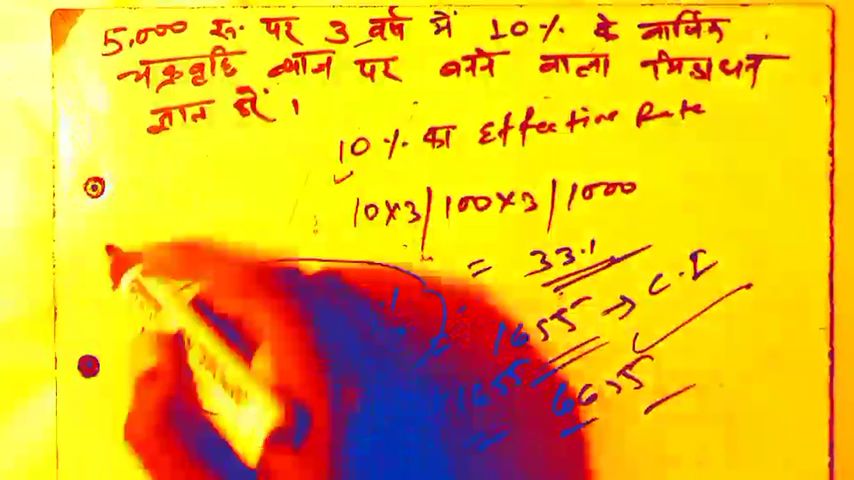 5,000 रू. पर 3 वर्ष में 10% के वार्षिक
चक्रवृद्धि ब्याज पर बनने वाला मिश्रधन
ज्ञात करें।
10% का Effective Rate
10×3/100×3/1000
= 33.1
1655 → C.I
1655
6655